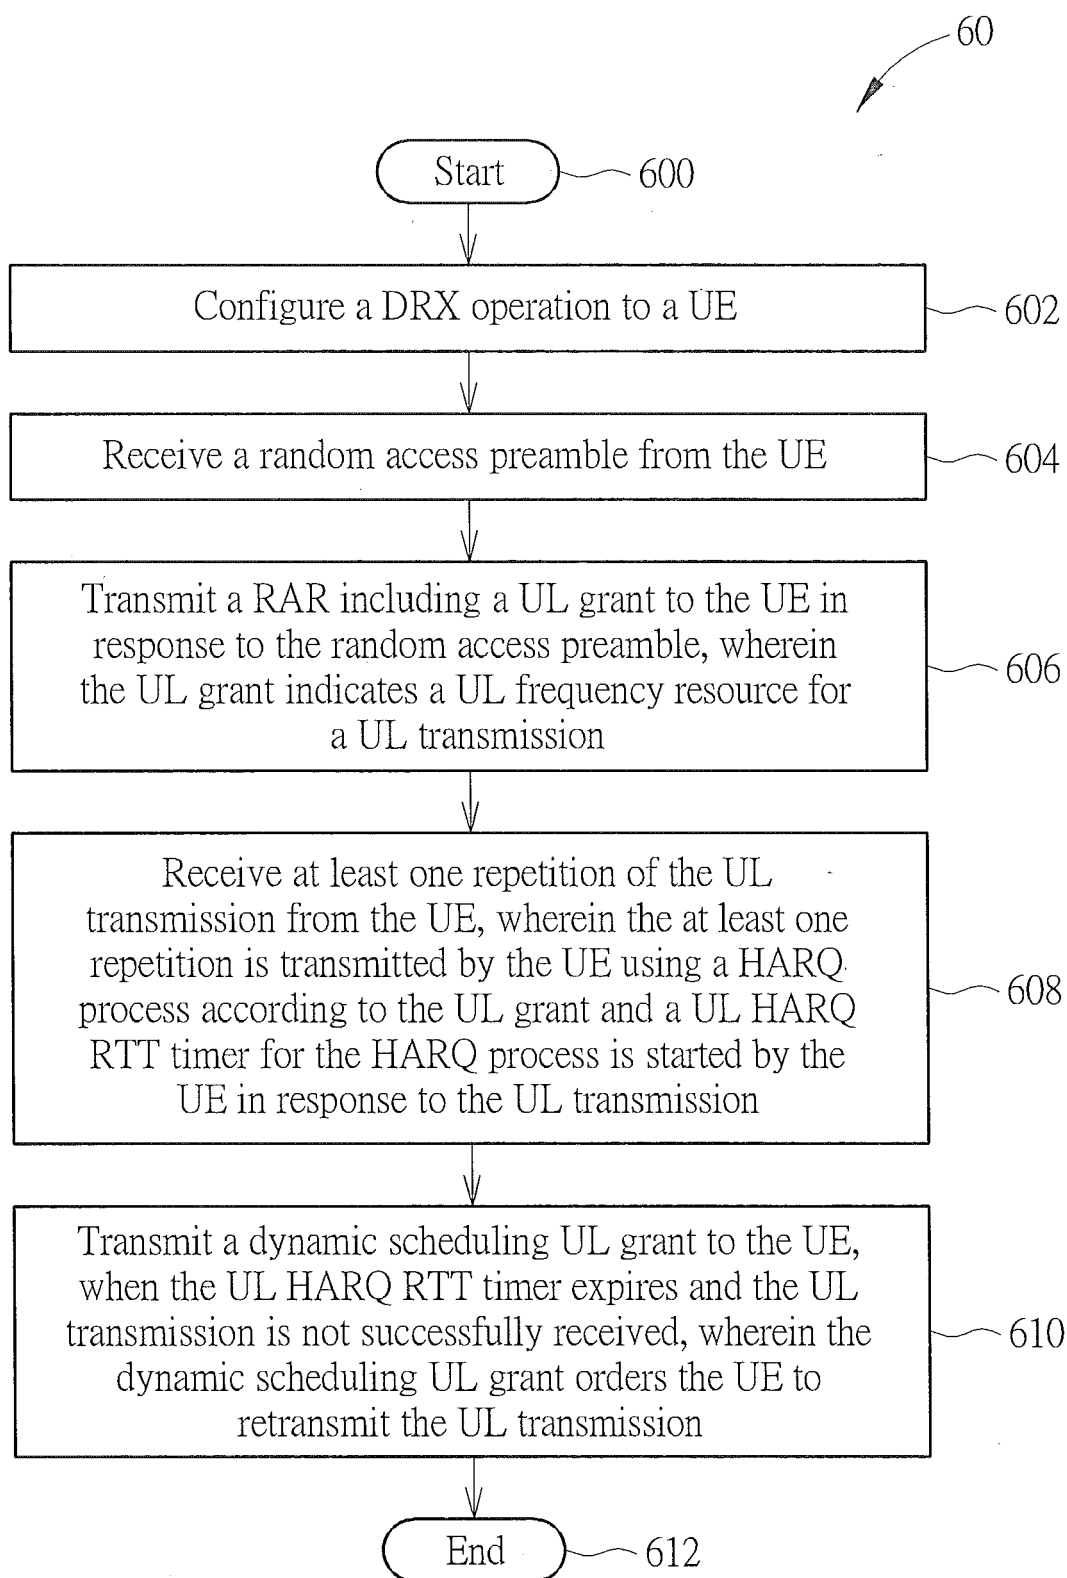 60
Start
600
Configure a DRX operation to a UE
602
Receive a random access preamble from the UE
604
Transmit a RAR including a UL grant to the UE in
response to the random access preamble, wherein
the UL grant indicates a UL frequency resource for
a UL transmission
606
Receive at least one repetition of the UL
transmission from the UE, wherein the at least one
repetition is transmitted by the UE using a HARQ
process according to the UL grant and a UL HARQ
RTT timer for the HARQ process is started by the
UE in response to the UL transmission
608
Transmit a dynamic scheduling UL grant to the UE,
when the UL HARQ RTT timer expires and the UL
transmission is not successfully received, wherein the
dynamic scheduling UL grant orders the UE to
retransmit the UL transmission
610
End
612